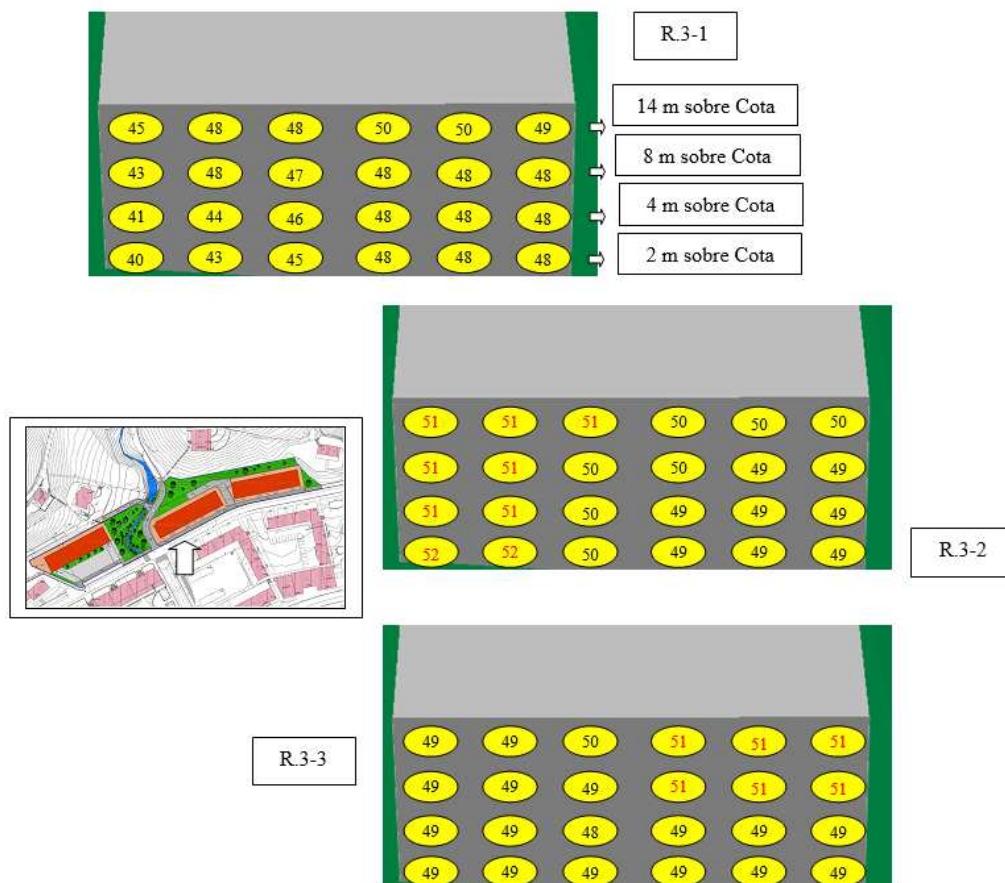 R.3-1
14 m sobre Cota
45 48 48 50 50 49
8 m sobre Cota
43 48 47 48 48 48
4 m sobre Cota
41 44 46 48 48 48
2 m sobre Cota
40 43 45 48 48 48
51 51 51 50 50 50
51 51 50 50 49 49
51 51 50 49 49 49
52 52 50 49 49 49
R.3-2
R.3-3
49 49 50 51 51 51
49 49 49 51 51 51
49 49 48 49 49 49
49 49 49 49 49 49